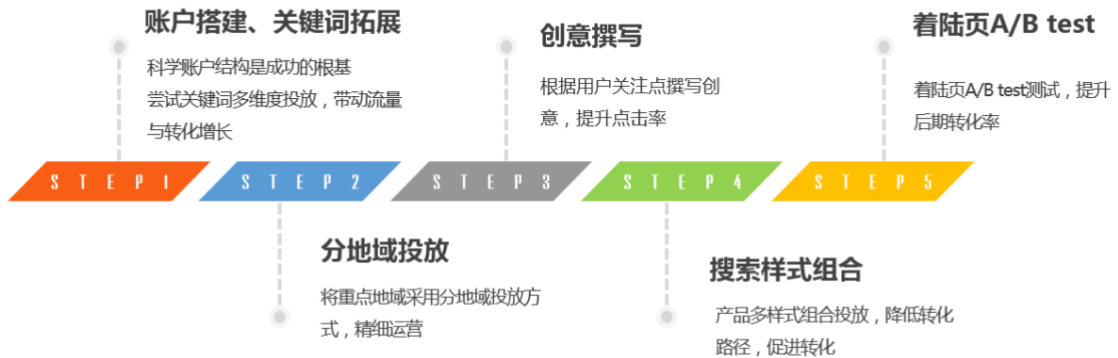 账户搭建、关键词拓展
科学账户结构是成功的根基
尝试关键词多维度投放，带动流量
与转化增长
创意撰写
根据用户关注点撰写创
意，提升点击率
着陆页A/B test
着陆页A/B test测试，提升
后期转化率
STEP1
STEP2
STEP3
STEP4
STEP5
分地域投放
将重点地域采用分地域投放方
式，精细运营
搜索样式组合
产品多样式组合投放，降低转化
路径，促进转化